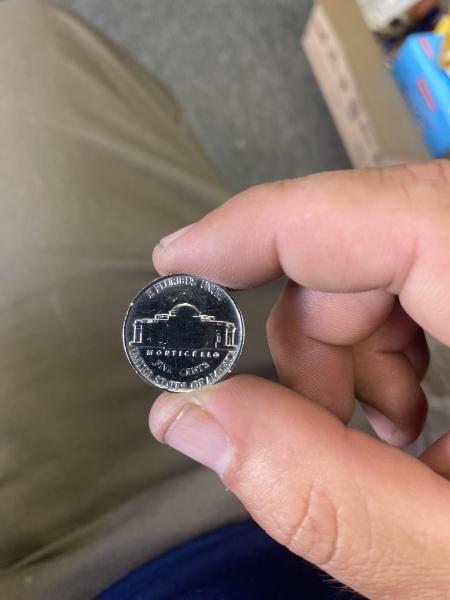 E PLURIBUS UNUM
MONTICELLO
FIVE CENTS
UNITED STATES OF AMERICA